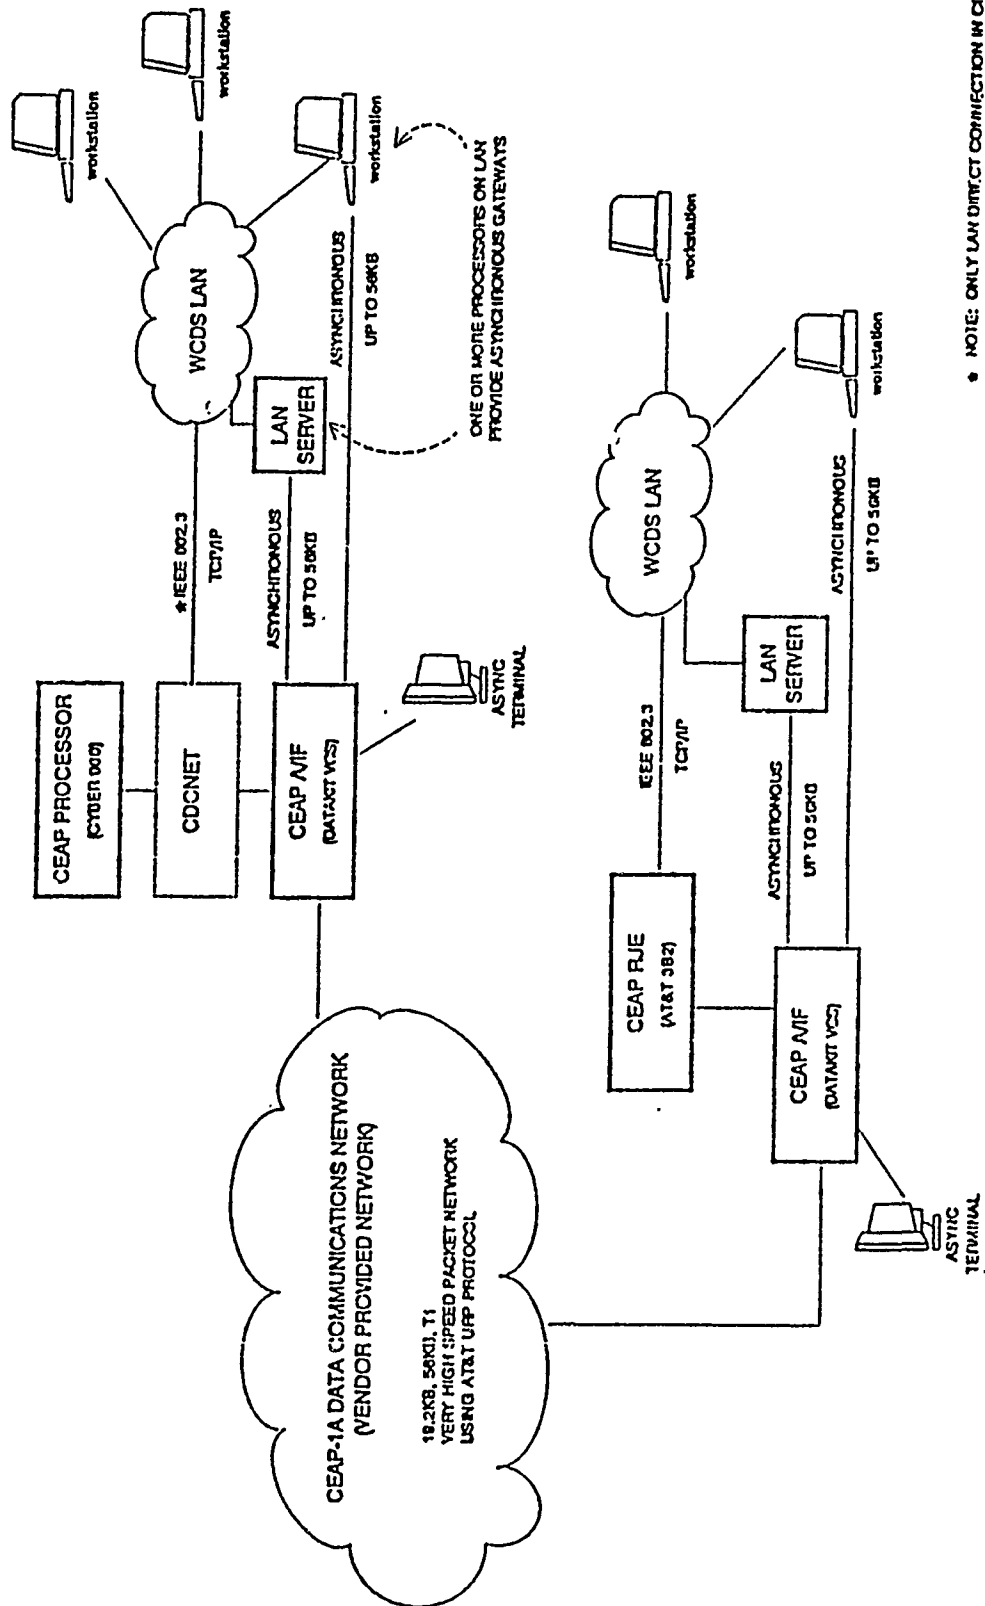 CEAP PROCESSOR
(CYBER
CDCNET
CEAP A/IF
(DATAKIT VCS)
* IEEE 802.3
TCP/IP
ASYNCHRONOUS
UP TO 56KB
LAN
SERVER
WCDS LAN
workstation
workstation
workstation
ASYNCHRONOUS
UP TO 56KB
ASYNC
TERMINAL
ONE OR MORE PROCESSORS ON LAN
PROVIDE ASYNCHRONOUS GATEWAYS
CEAP-1A DATA COMMUNICATIONS NETWORK
(VENDOR PROVIDED NETWORK)
19.2KB, 56KB, T1
VERY HIGH SPEED PACKET NETWORK
USING AT&T URP PROTOCOL
CEAP RJE
(AT&T 3B2)
IEEE 802.3
TCP/IP
WCDS LAN
workstation
workstation
LAN
SERVER
CEAP A/IF
(DATAKIT VCS)
ASYNCHRONOUS
UP TO 56KB
ASYNCHRONOUS
UP TO 56KB
ASYNC
TERMINAL
* NOTE: ONLY LAN DIRECT CONNECTION IN